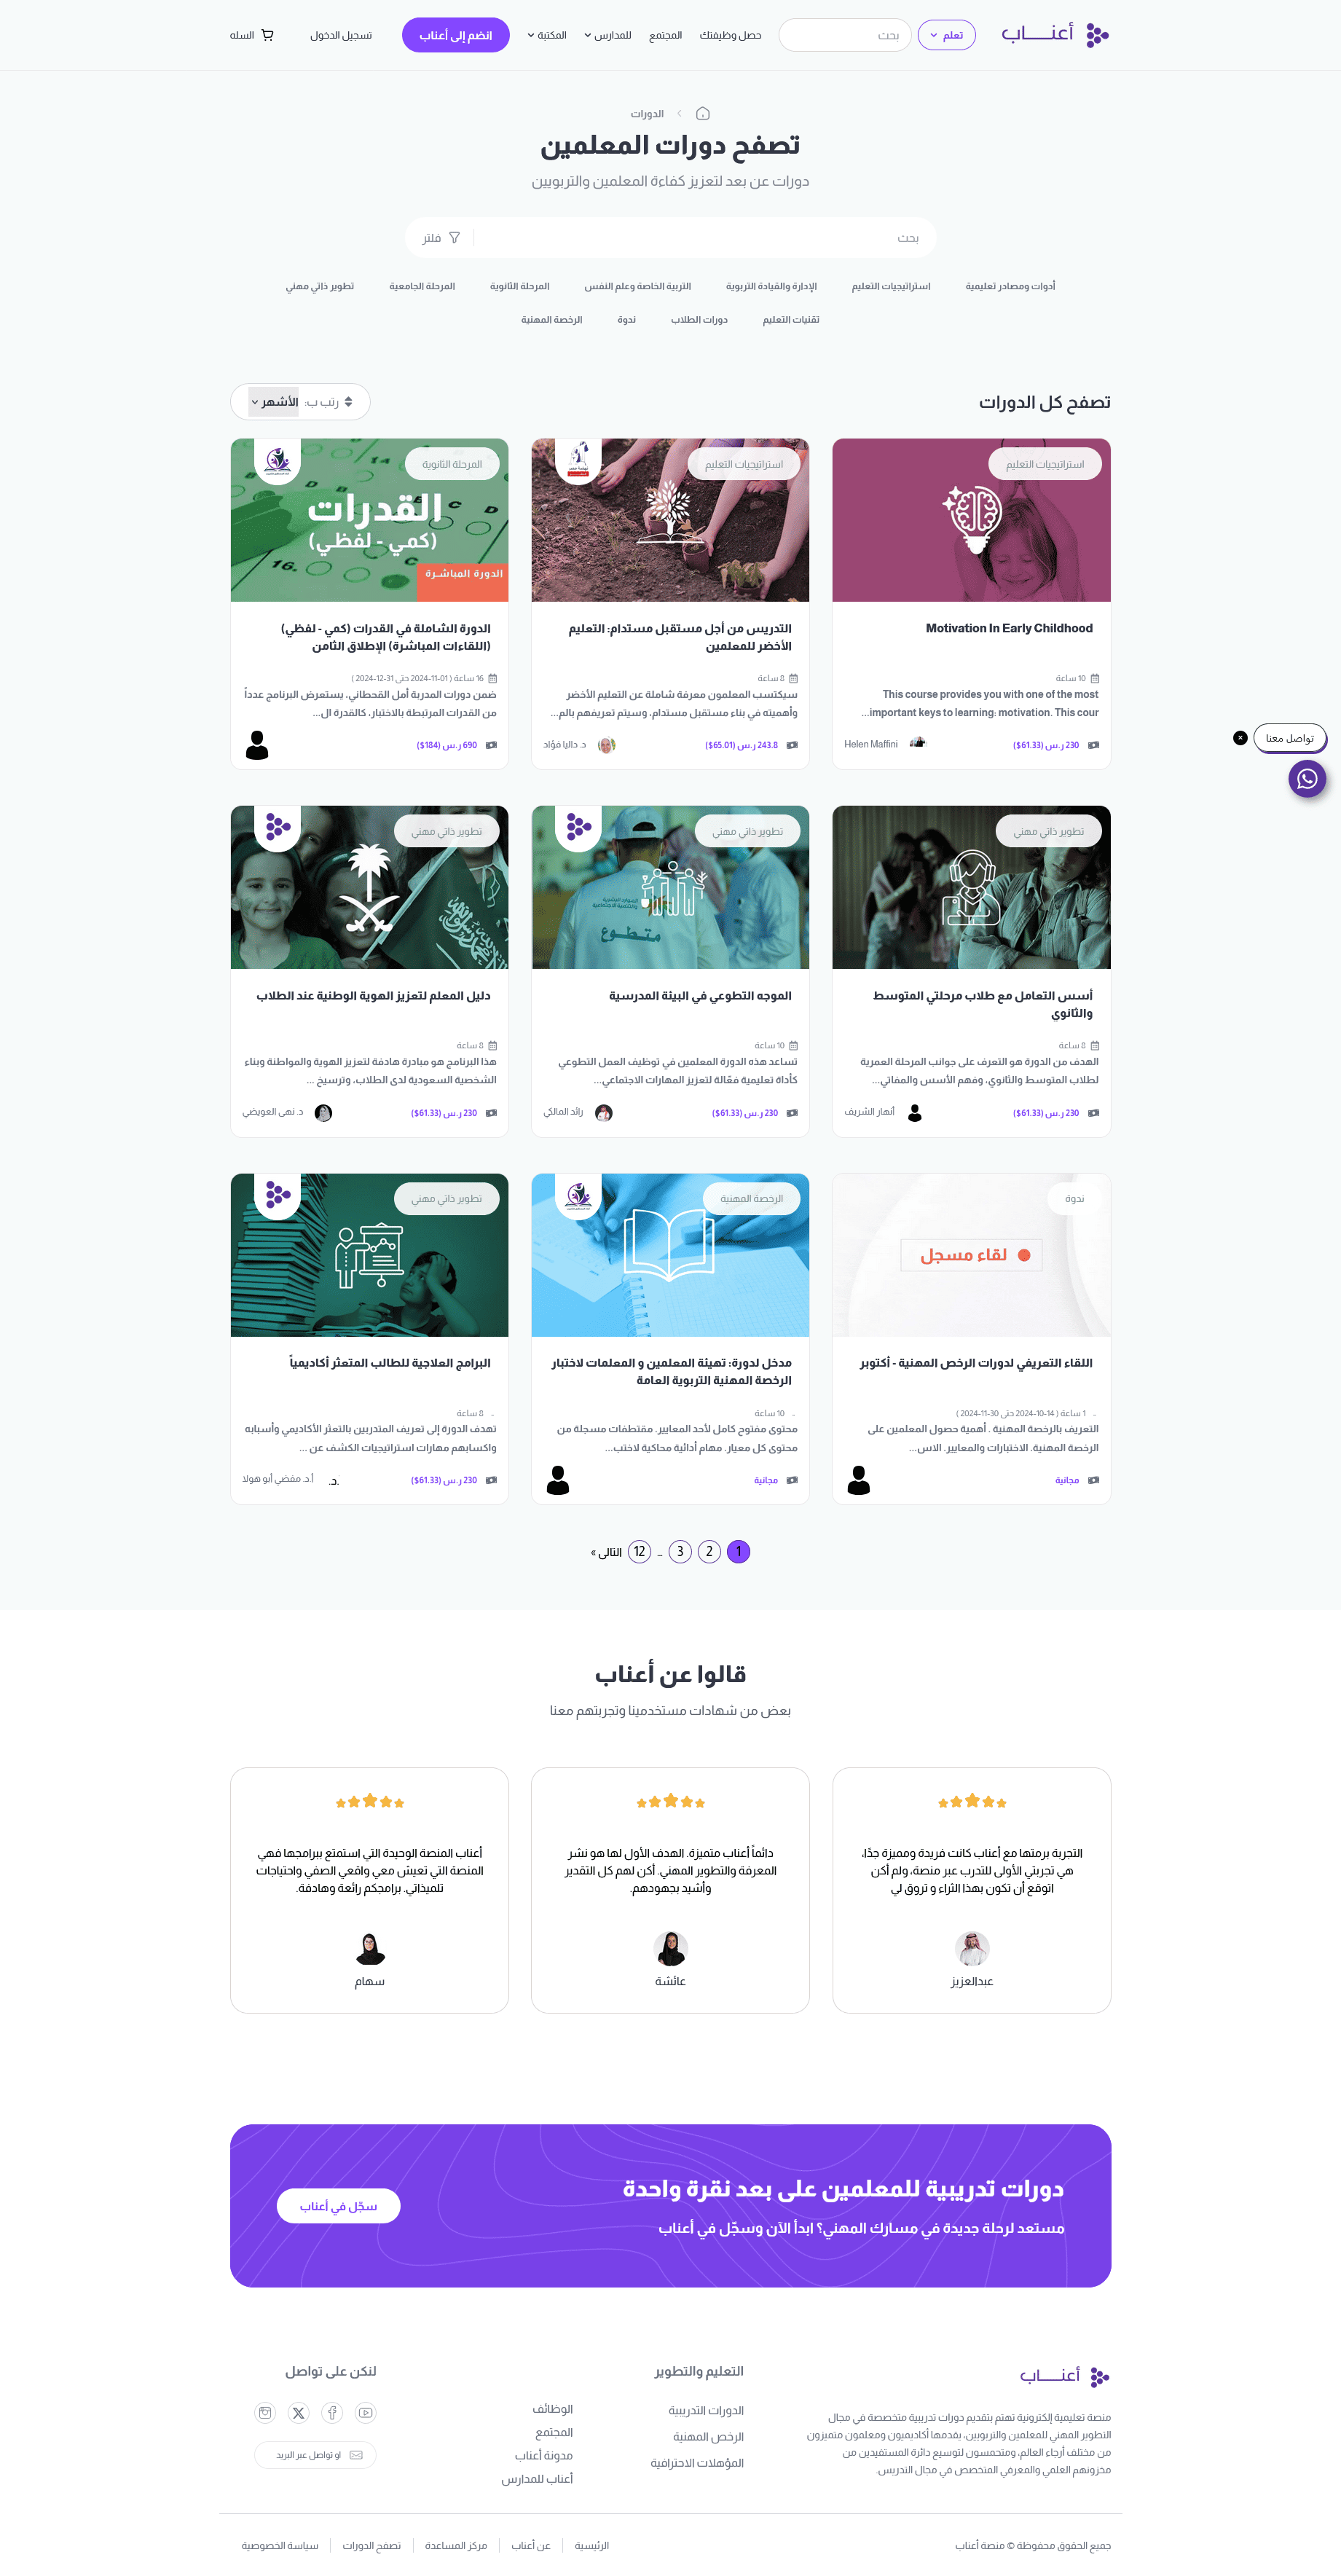 أعنـــاب
تعلم
بحث
حصل وظيفتك
المجتمع
للمدارس
المكتبة
انضم إلى أعناب
تسجيل الدخول
السله
الدورات
تصفح دورات المعلمين
دورات عن بعد لتعزيز كفاءة المعلمين والتربويين
بحث
فلتر
أدوات ومصادر تعليمية
استراتيجيات التعليم
الإدارة والقيادة التربوية
التربية الخاصة وعلم النفس
المرحلة الثانوية
المرحلة الجامعية
تطوير ذاتي مهني
تقنيات التعليم
دورات الطلاب
ندوة
الرخصة المهنية
تصفح كل الدورات
رتب ب: الأشهر
استراتيجيات التعليم
Motivation In Early Childhood
10 ساعة
This course provides you with one of the most
important keys to learning: motivation. This cour...
230 ر.س (61.33$)
Helen Maffini
استراتيجيات التعليم
التدريس من أجل مستقبل مستدام: التعليم
الأخضر للمعلمين
8 ساعة
سيكتسب المعلمون معرفة شاملة عن التعليم الأخضر
وأهميته في بناء مستقبل مستدام، وسيتم تعريفهم بالم...
243.8 ر.س (65.01$)
د. داليا فؤاد
المرحلة الثانوية
القدرات
(كمي - لفظي)
الدورة المباشرة
الدورة الشاملة في القدرات (كمي - لفظي)
(اللقاءات المباشرة) الإطلاق الثامن
16 ساعة ( 01-11-2024 حتى 31-12-2024 )
ضمن دورات المدربة أمل القحطاني، يستعرض البرنامج عدداً
من القدرات المرتبطة بالاختبار، كالقدرة ال...
690 ر.س (184$)
تطوير ذاتي مهني
أسس التعامل مع طلاب مرحلتي المتوسط
والثانوي
8 ساعة
الهدف من الدورة هو التعرف على جوانب المرحلة العمرية
لطلاب المتوسط والثانوي، وفهم الأسس والمفاتي...
230 ر.س (61.33$)
أنهار الشريف
تطوير ذاتي مهني
متطوع
الموجه التطوعي في البيئة المدرسية
10 ساعة
تساعد هذه الدورة المعلمين في توظيف العمل التطوعي
كأداة تعليمية فعّالة لتعزيز المهارات الاجتماعي...
230 ر.س (61.33$)
رائد المالكي
تطوير ذاتي مهني
دليل المعلم لتعزيز الهوية الوطنية عند الطلاب
8 ساعة
هذا البرنامج هو مبادرة هادفة لتعزيز الهوية والمواطنة وبناء
الشخصية السعودية لدى الطلاب، وترسيخ ...
230 ر.س (61.33$)
د. نهى العويضي
ندوة
لقاء مسجل
اللقاء التعريفي لدورات الرخص المهنية - أكتوبر
1 ساعة ( 14-10-2024 حتى 30-11-2024 )
التعريف بالرخصة المهنية . أهمية حصول المعلمين على
الرخصة المهنية. الاختبارات والمعايير. الاس...
مجانية
الرخصة المهنية
مدخل لدورة: تهيئة المعلمين و المعلمات لاختبار
الرخصة المهنية التربوية العامة
10 ساعة
محتوى مفتوح كامل لأحد المعايير. مقتطفات مسجلة من
محتوى كل معيار. مهام أدائية محاكية لاختب...
مجانية
تطوير ذاتي مهني
البرامج العلاجية للطالب المتعثر أكاديمياً
8 ساعة
تهدف الدورة إلى تعريف المتدربين بالتعثر الأكاديمي وأسبابه
واكسابهم مهارات استراتيجيات الكشف عن ...
230 ر.س (61.33$)
أ.د. مفضي أبو هولا
تواصل معنا
1 2 3 … 12 التالى »
قالوا عن أعناب
بعض من شهادات مستخدمينا وتجربتهم معنا
التجربة برمتها مع أعناب كانت فريدة ومميزة جدًا،
هي تجربتي الأولى للتدرب عبر منصة، ولم أكن
اتوقع أن تكون بهذا الثراء و تروق لي
عبدالعزيز
دائماً أعناب متميزة. الهدف الأول لها هو نشر
المعرفة والتطوير المهني. أكن لهم كل التقدير
وأشيد بجهودهم.
عائشة
أعناب المنصة الوحيدة التي استمتع ببرامجها فهي
المنصة التي تعيش معي واقعي الصفي واحتياجات
تلميذاتي. برامجكم رائعة وهادفة.
سهام
دورات تدريبية للمعلمين على بعد نقرة واحدة
مستعد لرحلة جديدة في مسارك المهني؟ ابدأ الآن وسجّل في أعناب
سجّل في أعناب
أعنـــاب
منصة تعليمية إلكترونية تهتم بتقديم دورات تدريبية متخصصة في مجال
التطوير المهني للمعلمين والتربويين، يقدمها أكاديميون ومعلمون متميزون
من مختلف أرجاء العالم، ومتحمسون لتوسيع دائرة المستفيدين من
مخزونهم العلمي والمعرفي المتخصص في مجال التدريس.
التعليم والتطوير
الدورات التدريبية
الرخص المهنية
المؤهلات الاحترافية
الوظائف
المجتمع
مدونة أعناب
أعناب للمدارس
لنكن على تواصل
او تواصل عبر البريد
جميع الحقوق محفوظة © منصة أعناب
الرئيسية
عن أعناب
مركز المساعدة
تصفح الدورات
سياسة الخصوصية